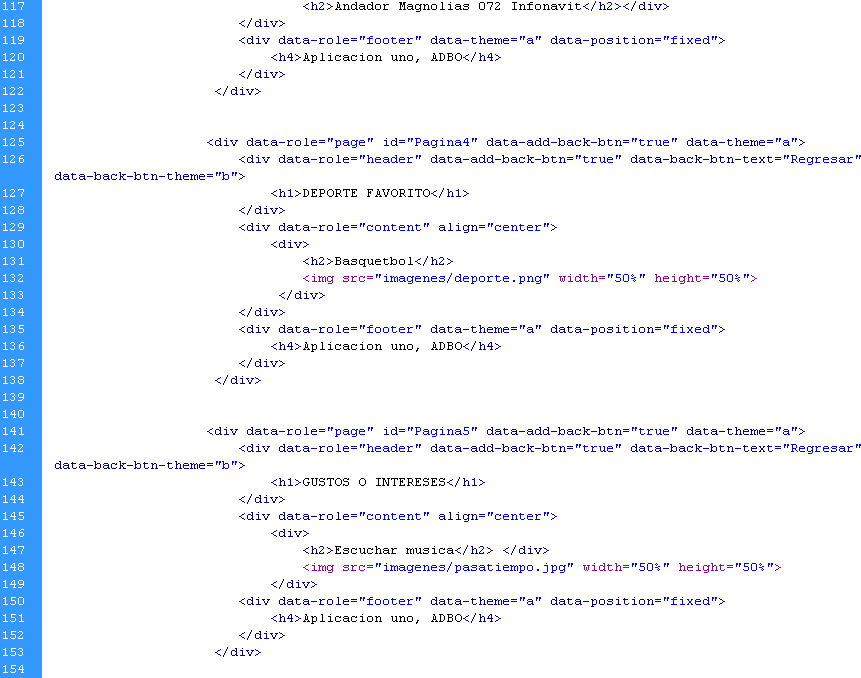 117 <h2>Andador Magnolias 072 Infonavit</h2></div>
118 </div>
119 <div data-role="footer" data-theme="a" data-position="fixed">
120 <h4>Aplicacion uno, ADBO</h4>
121 </div>
122 </div>
123
124
125 <div data-role="page" id="Pagina4" data-add-back-btn="true" data-theme="a">
126 <div data-role="header" data-add-back-btn="true" data-back-btn-text="Regresar"
data-back-btn-theme="b">
127 <h1>DEPORTE FAVORITO</h1>
128 </div>
129 <div data-role="content" align="center">
130 <div>
131 <h2>Basquetbol</h2>
132 <img src="imagenes/deporte.png" width="50%" height="50%">
133 </div>
134 </div>
135 <div data-role="footer" data-theme="a" data-position="fixed">
136 <h4>Aplicacion uno, ADBO</h4>
137 </div>
138 </div>
139
140
141 <div data-role="page" id="Pagina5" data-add-back-btn="true" data-theme="a">
142 <div data-role="header" data-add-back-btn="true" data-back-btn-text="Regresar"
data-back-btn-theme="b">
143 <h1>GUSTOS O INTERESES</h1>
144 </div>
145 <div data-role="content" align="center">
146 <div>
147 <h2>Escuchar musica</h2> </div>
148 <img src="imagenes/pasatiempo.jpg" width="50%" height="50%">
149 </div>
150 <div data-role="footer" data-theme="a" data-position="fixed">
151 <h4>Aplicacion uno, ADBO</h4>
152 </div>
153 </div>
154